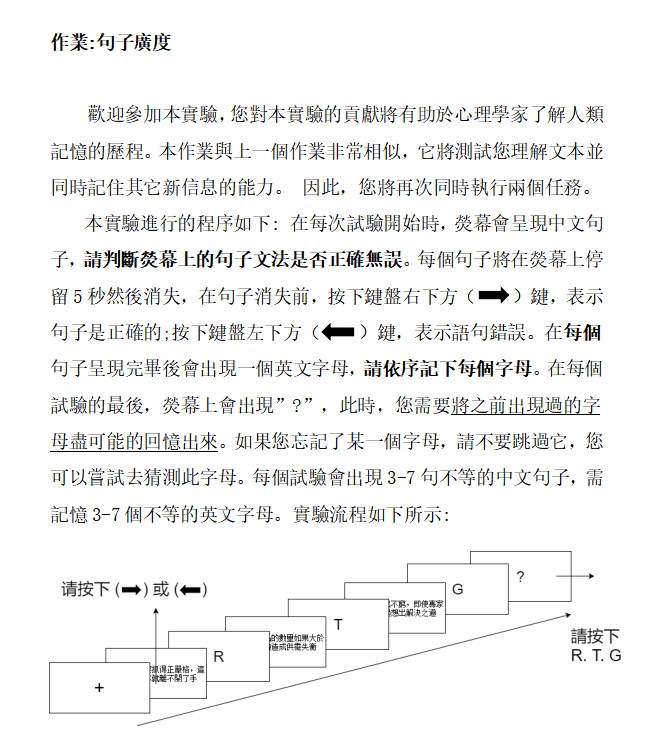 作業:句子廣度
歡迎參加本實驗,您對本實驗的貢獻將有助於心理學家了解人類
記憶的歷程。本作業與上一個作業非常相似,它將測試您理解文本並
同時記住其它新信息的能力。 因此,您將再次同時執行兩個任務。
本實驗進行的程序如下: 在每次試驗開始時,熒幕會呈現中文句
子,請判斷熒幕上的句子文法是否正確無誤。每個句子將在熒幕上停
留5秒然後消失,在句子消失前,按下鍵盤右下方(➡)鍵,表示
句子是正確的;按下鍵盤左下方(⬅)鍵,表示語句錯誤。在每個
句子呈現完畢後會出現一個英文字母,請依序記下每個字母。在每個
試驗的最後,熒幕上會出現”?”,此時,您需要將之前出現過的字
母盡可能的回憶出來。如果您忘記了某一個字母,請不要跳過它,您
可以嘗試去猜測此字母。每個試驗會出現3-7句不等的中文句子,需
記憶3-7個不等的英文字母。實驗流程如下所示:
请按下 (➡) 或 (⬅)
+
抓得正嚴格,這
就離不開了手
R
的數量如果大於
造成供需失衡
T
不窮,即使專家
想出解決之道
G
?
請按下
R. T. G